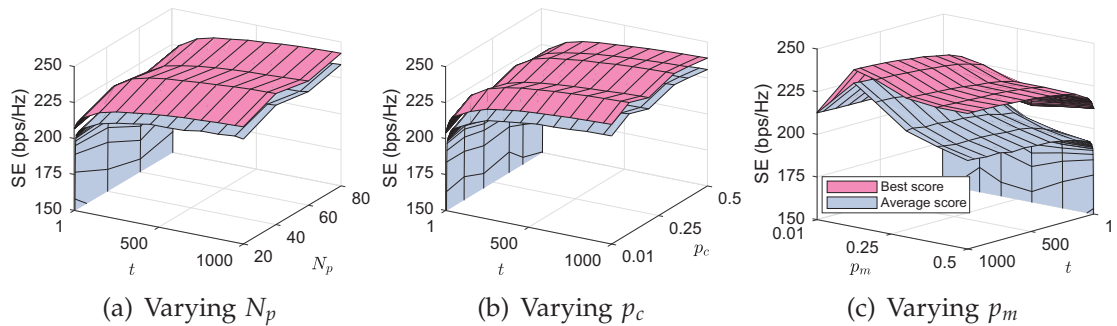 SE (bps/Hz)
250
225
200
175
150
1
500
1000
t
20
40
60
80
N_p
(a) Varying N_p
SE (bps/Hz)
250
225
200
175
150
1
500
1000
t
0.01
0.25
0.5
p_c
(b) Varying p_c
SE (bps/Hz)
250
225
200
175
150
Best score
Average score
0.01
0.25
0.5
p_m
1000
500
1
t
(c) Varying p_m